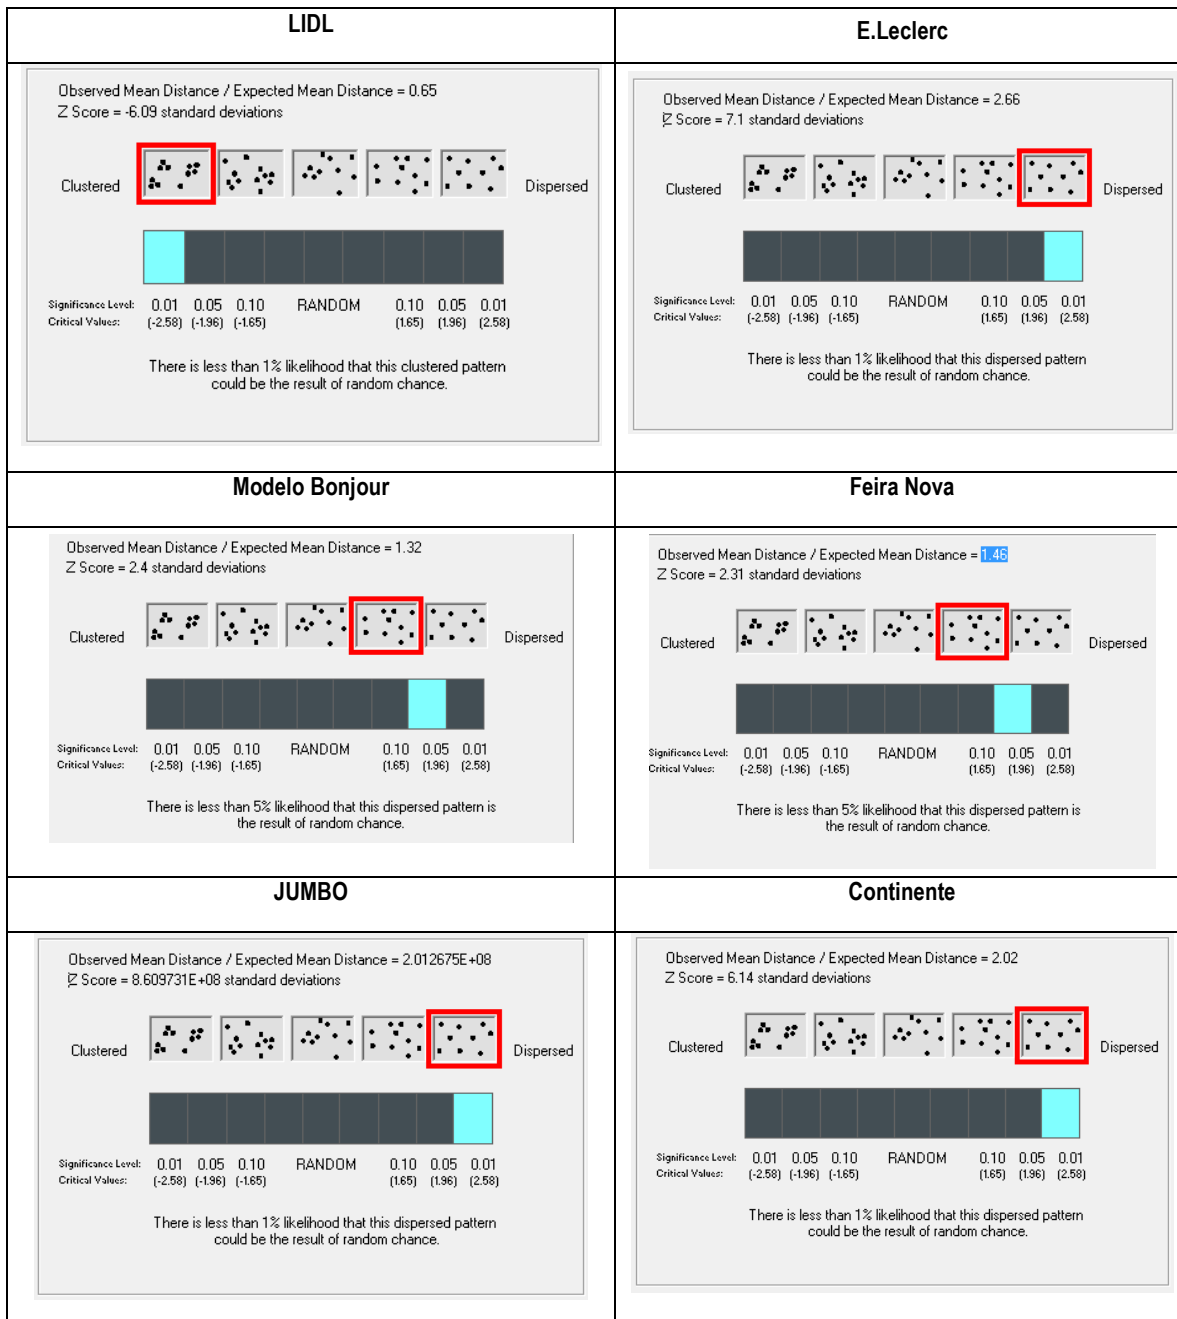 LIDL
E.Leclerc
Observed Mean Distance / Expected Mean Distance = 0.65
Z Score = -6.09 standard deviations
Clustered
Dispersed
Significance Level: 0.01 0.05 0.10 RANDOM 0.10 0.05 0.01
Critical Values: (-2.58) (-1.96) (-1.65) (1.65) (1.96) (2.58)
There is less than 1% likelihood that this clustered pattern
could be the result of random chance.
Observed Mean Distance / Expected Mean Distance = 2.66
Z Score = 7.1 standard deviations
Clustered
Dispersed
Significance Level: 0.01 0.05 0.10 RANDOM 0.10 0.05 0.01
Critical Values: (-2.58) (-1.96) (-1.65) (1.65) (1.96) (2.58)
There is less than 1% likelihood that this dispersed pattern
could be the result of random chance.
Modelo Bonjour
Feira Nova
Observed Mean Distance / Expected Mean Distance = 1.32
Z Score = 2.4 standard deviations
Clustered
Dispersed
Significance Level: 0.01 0.05 0.10 RANDOM 0.10 0.05 0.01
Critical Values: (-2.58) (-1.96) (-1.65) (1.65) (1.96) (2.58)
There is less than 5% likelihood that this dispersed pattern is
the result of random chance.
Observed Mean Distance / Expected Mean Distance = 1.46
Z Score = 2.31 standard deviations
Clustered
Dispersed
Significance Level: 0.01 0.05 0.10 RANDOM 0.10 0.05 0.01
Critical Values: (-2.58) (-1.96) (-1.65) (1.65) (1.96) (2.58)
There is less than 5% likelihood that this dispersed pattern is
the result of random chance.
JUMBO
Continente
Observed Mean Distance / Expected Mean Distance = 2.012675E+08
Z Score = 8.609731E+08 standard deviations
Clustered
Dispersed
Significance Level: 0.01 0.05 0.10 RANDOM 0.10 0.05 0.01
Critical Values: (-2.58) (-1.96) (-1.65) (1.65) (1.96) (2.58)
There is less than 1% likelihood that this dispersed pattern
could be the result of random chance.
Observed Mean Distance / Expected Mean Distance = 2.02
Z Score = 6.14 standard deviations
Clustered
Dispersed
Significance Level: 0.01 0.05 0.10 RANDOM 0.10 0.05 0.01
Critical Values: (-2.58) (-1.96) (-1.65) (1.65) (1.96) (2.58)
There is less than 1% likelihood that this dispersed pattern
could be the result of random chance.